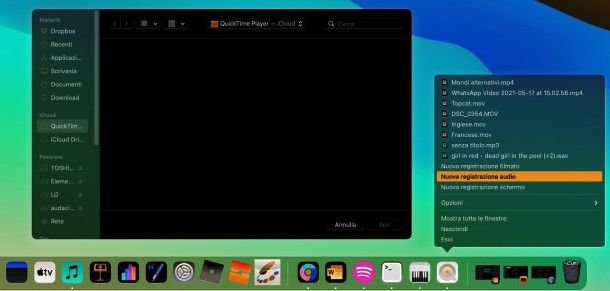 Preferiti
Dropbox
Recenti
Applicazi...
Scrivania
Documenti
Download
iCloud
QuickTim...
iCloud Dri...
Posizioni
TOSHI...
Eleme...
LO
audaci...
Rete
QuickTime Player — iCloud
Cerca
Annulla
Apri
Mondi alternativi.mp4
WhatsApp Video 2021-05-17 at 15.02.56.mp4
Topcat.mov
DSC_0354.MOV
Inglese.mov
Francese.mov
senza titolo.mp3
girl in red - dead girl in the pool (+2).wav
Nuova registrazione filmato
Nuova registrazione audio
Nuova registrazione schermo
Opzioni
Mostra tutte le finestre
Nascondi
Esci
tv
W